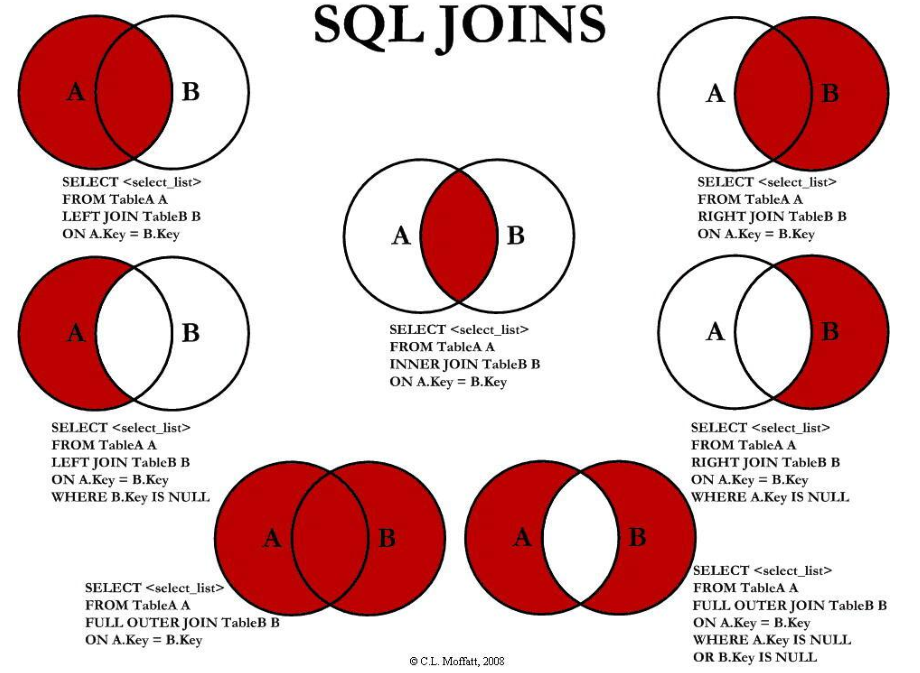 SQL JOINS
A
B
SELECT <select_list>
FROM TableA A
LEFT JOIN TableB B
ON A.Key = B.Key
A
B
SELECT <select_list>
FROM TableA A
RIGHT JOIN TableB B
ON A.Key = B.Key
A
B
SELECT <select_list>
FROM TableA A
INNER JOIN TableB B
ON A.Key = B.Key
A
B
SELECT <select_list>
FROM TableA A
LEFT JOIN TableB B
ON A.Key = B.Key
WHERE B.Key IS NULL
A
B
SELECT <select_list>
FROM TableA A
RIGHT JOIN TableB B
ON A.Key = B.Key
WHERE A.Key IS NULL
A
B
SELECT <select_list>
FROM TableA A
FULL OUTER JOIN TableB B
ON A.Key = B.Key
A
B
SELECT <select_list>
FROM TableA A
FULL OUTER JOIN TableB B
ON A.Key = B.Key
WHERE A.Key IS NULL
OR B.Key IS NULL
© C.L. Moffatt, 2008